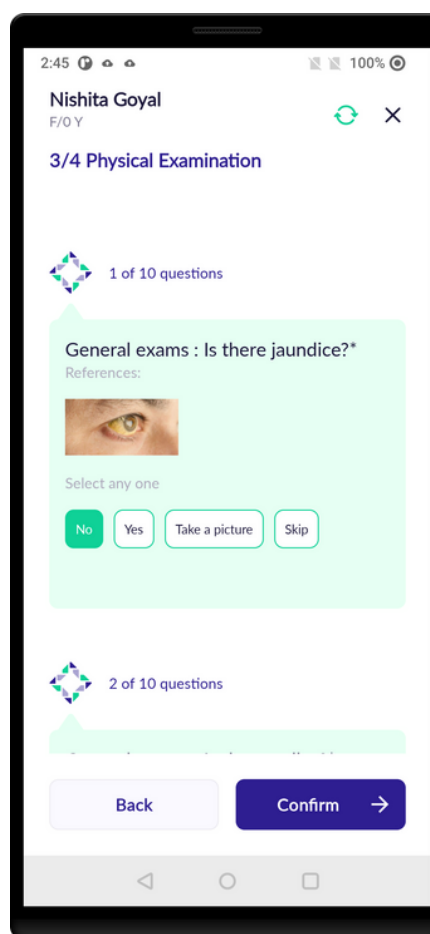 2:45
100%
Nishita Goyal
F/0 Y
3/4 Physical Examination
1 of 10 questions
General exams : Is there jaundice?*
References:
Select any one
No
Yes
Take a picture
Skip
2 of 10 questions
Back
Confirm